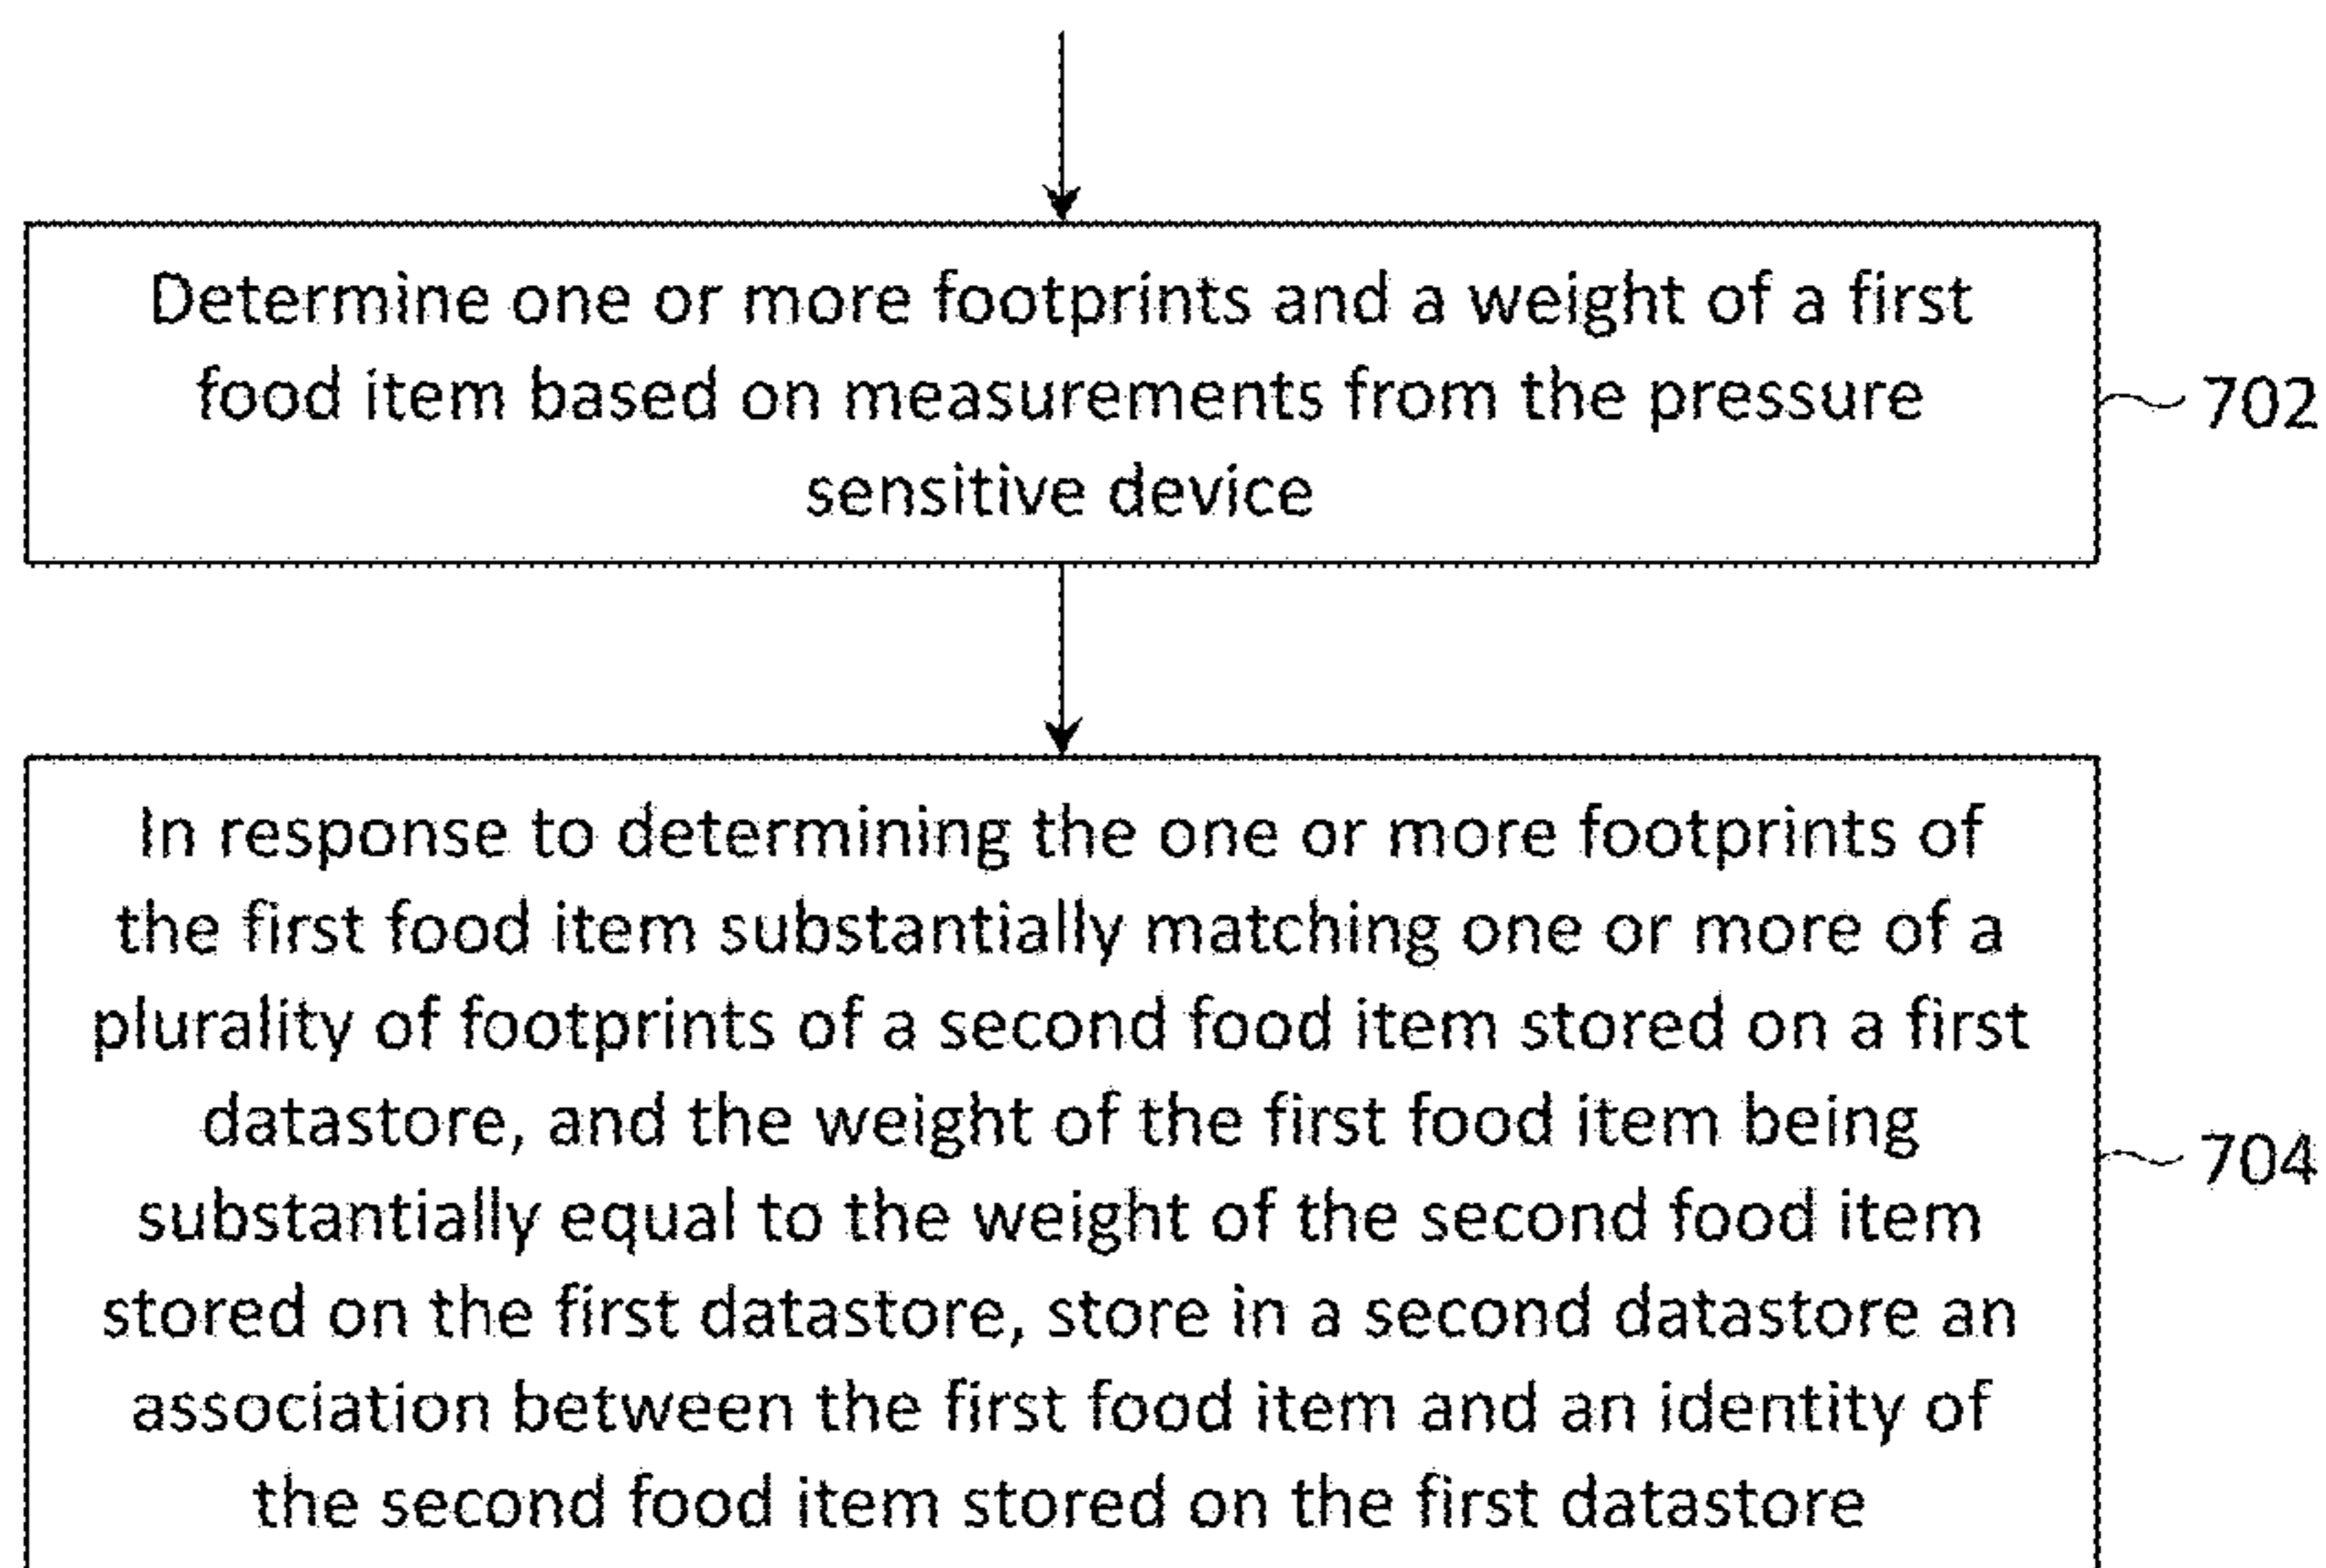 Determine one or more footprints and a weight of a first
food item based on measurements from the pressure
sensitive device
702
In response to determining the one or more footprints of
the first food item substantially matching one or more of a
plurality of footprints of a second food item stored on a first
datastore, and the weight of the first food item being
substantially equal to the weight of the second food item
stored on the first datastore, store in a second datastore an
association between the first food item and an identity of
the second food item stored on the first datastore
704